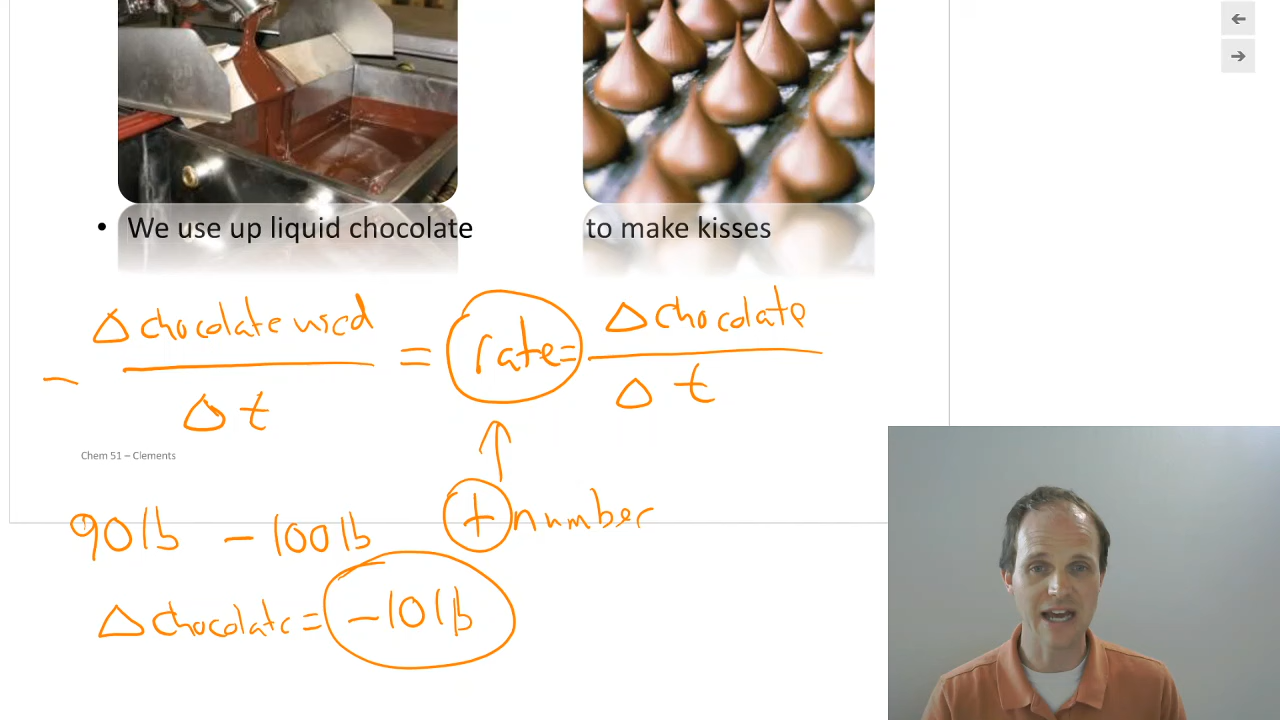 • We use up liquid chocolate to make kisses
Δ chocolate used Δ chocolate
− = rate =
Δ t Δ t
Chem 51 – Clements
90 lb − 100 lb + number
Δ chocolate = −10 lb